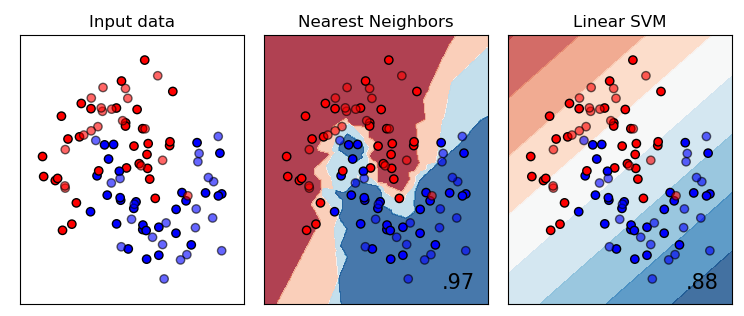 Input data
Nearest Neighbors
Linear SVM
.97
.88